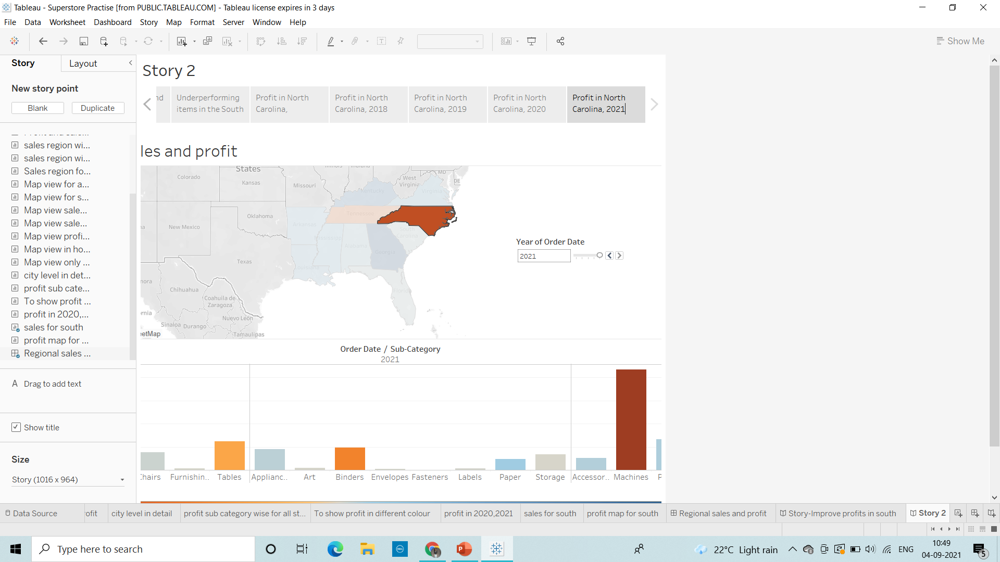 Tableau - Superstore Practise [from PUBLIC.TABLEAU.COM] - Tableau license expires in 3 days
File Data Worksheet Dashboard Story Map Format Server Window Help
Show Me
Story Layout
New story point
Blank Duplicate
sales region wi...
sales region wi...
Sales region fo...
Map view for a...
Map view for s...
Map view sale...
Map view sale...
Map view profi...
Map view in ho...
Map view only ...
city level in det...
profit sub cate...
To show profit ...
profit in 2020,...
sales for south
profit map for ...
Regional sales ...
A Drag to add text
Show title
Size
Story (1016 x 964)
Story 2
nd
Underperforming
items in the South
Profit in North
Carolina,
Profit in North
Carolina, 2018
Profit in North
Carolina, 2019
Profit in North
Carolina, 2020
Profit in North
Carolina, 2021
les and profit
States
Illinois Indiana
MD
Colorado
Kansas
Missouri
West
Virginia
DE
Kentucky
Virginia
Oklahoma
Tennessee
New Mexico
Arkansas
South
Carolina
Mississippi
Alabama
Georgia
Texas
Louisiana
nora
Chihuahua
Florida
Coahuila de
Zaragoza
rnia
Nuevo León
Sinaloa
Durango
eetMap
Tamaulipas
Year of Order Date
2021
Order Date / Sub-Category
2021
Chairs Furnishin.. Tables Applianc.. Art Binders Envelopes Fasteners Labels Paper Storage Accessor.. Machines P
Data Source rofit city level in detail profit sub category wise for all st... To show profit in different colour profit in 2020,2021 sales for south profit map for south Regional sales and profit Story-Improve profits in south Story 2
Type here to search
DELL
P
22°C Light rain
ENG
10:49
04-09-2021
5